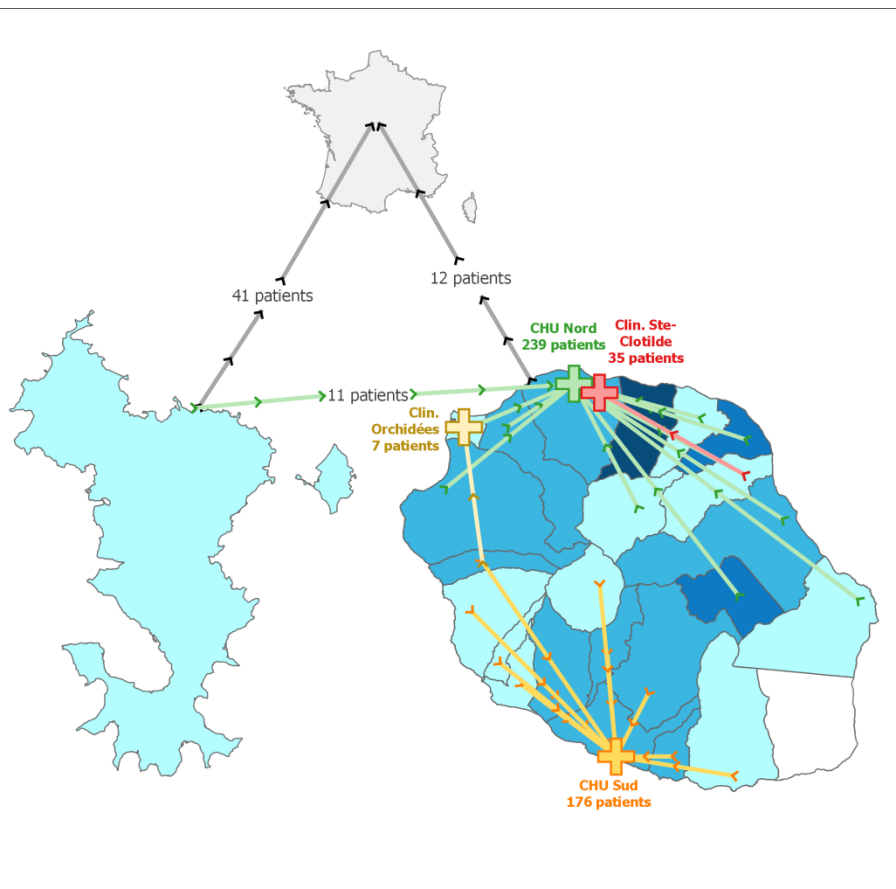 12 patients
41 patients
CHU Nord
239 patients
Clin. Ste-
Clotilde
35 patients
11 patients
Clin.
Orchidées
7 patients
CHU Sud
176 patients